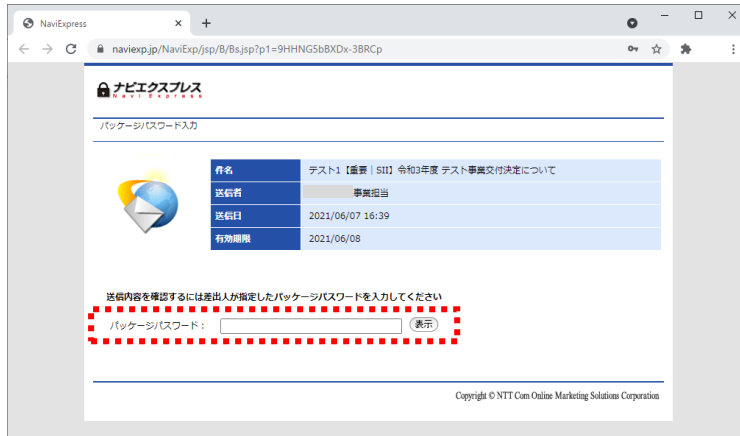 NaviExpress
naviexp.jp/NaviExp/jsp/B/Bs.jsp?p1=9HHNG5bBXDx-3BRCp
ナビエクスプレス
Navi Express
パッケージパスワード入力
件名 テスト1【重要｜SII】令和3年度 テスト事業交付決定について
送信者 事業担当
送信日 2021/06/07 16:39
有効期限 2021/06/08
送信内容を確認するには差出人が指定したパッケージパスワードを入力してください
パッケージパスワード： 表示
Copyright © NTT Com Online Marketing Solutions Corporation